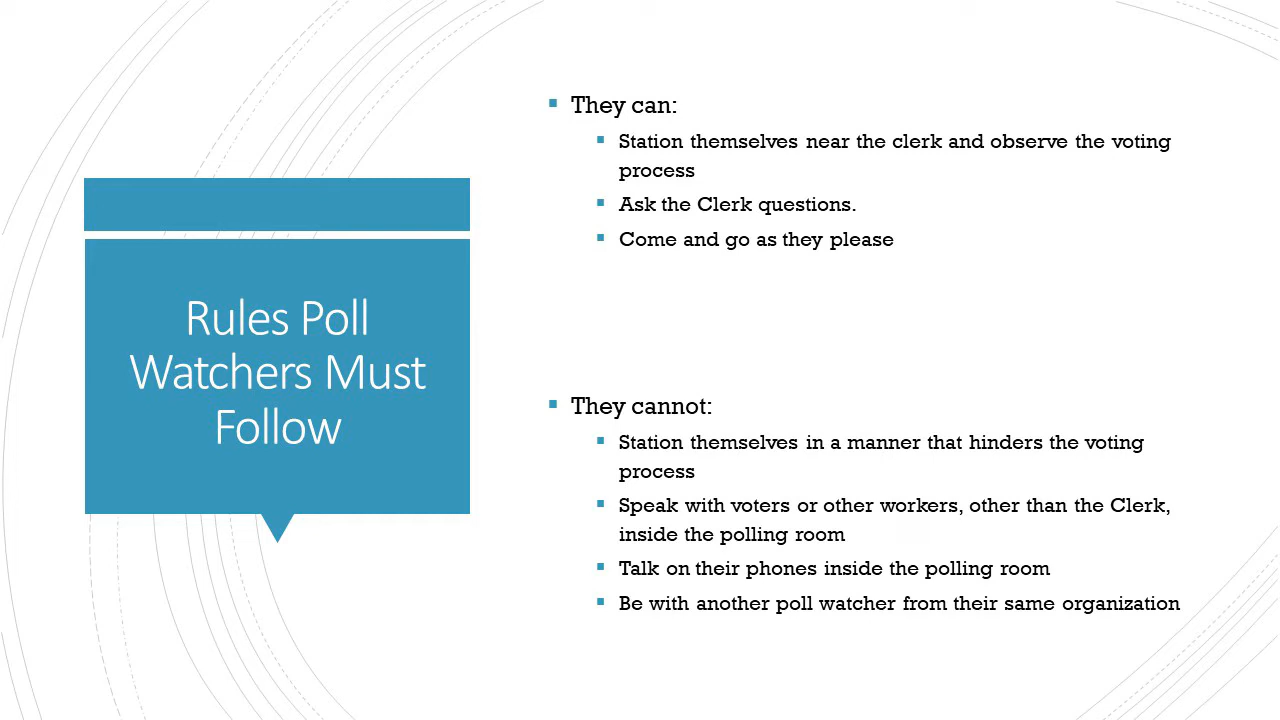 Rules Poll
Watchers Must
Follow
They can:
Station themselves near the clerk and observe the voting
process
Ask the Clerk questions.
Come and go as they please
They cannot:
Station themselves in a manner that hinders the voting
process
Speak with voters or other workers, other than the Clerk,
inside the polling room
Talk on their phones inside the polling room
Be with another poll watcher from their same organization